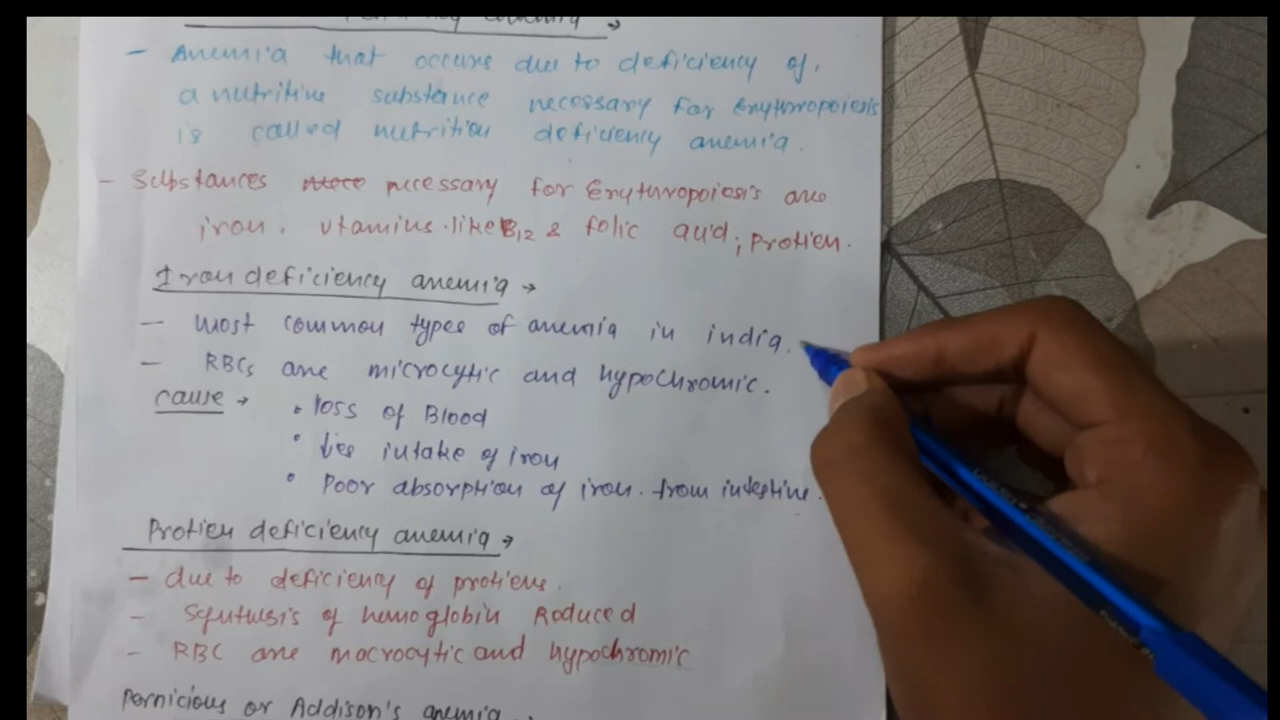 - Anemia that occurs due to deficiency of.
a nutritive substance necessary for Erythropoiesis
is called nutrition deficiency anemia.
- Substances necessary for Erythropoiesis are
iron, vtamins like B12 & folic acid, Protien.
Iron deficiency anemia →
- Most common types of anemia in india.
- RBCs are microcytic and hypochromic.
cause → • loss of Blood
• ↓es intake of iron
• Poor absorption of iron. from intestine.
Protien deficiency anemia →
- due to deficiency of protiens.
- Synthesis of hemoglobin Reduced
- RBC are macrocytic and hypochromic
Pernicious or Addison's anemia →